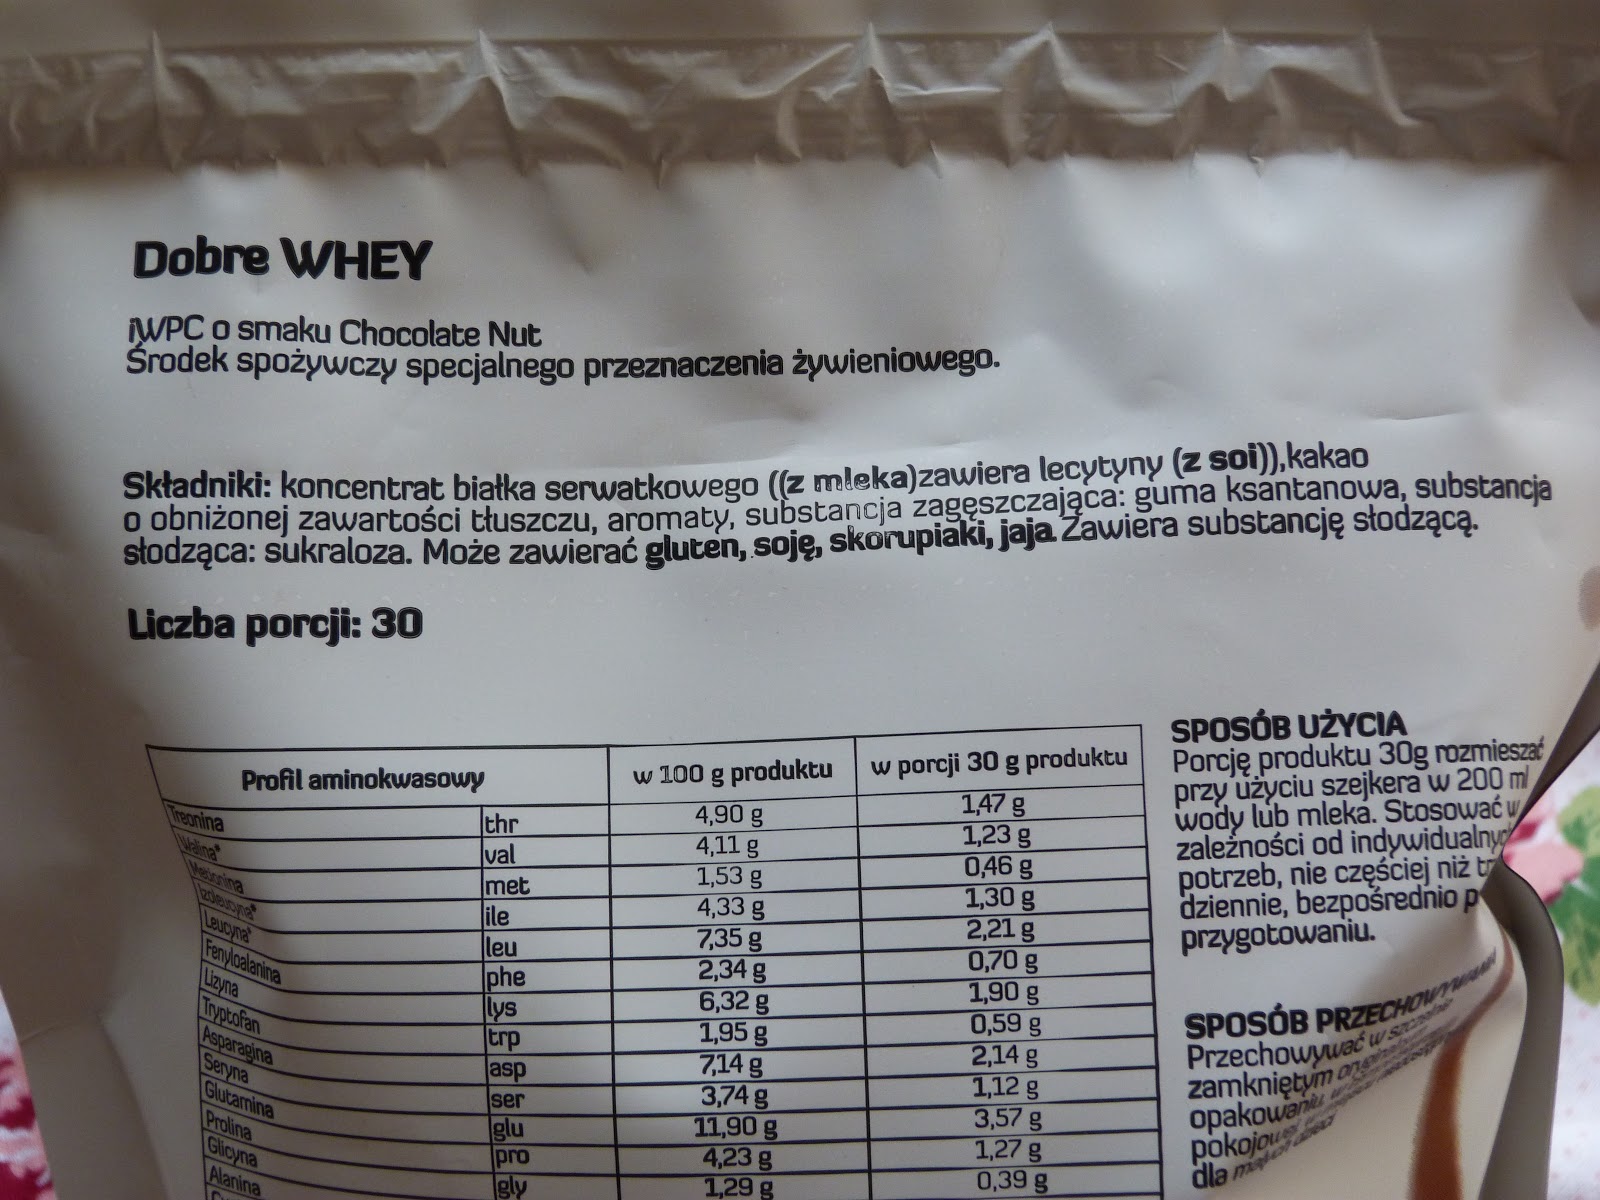 Dobre WHEY
iWPC o smaku Chocolate Nut
Środek spożywczy specjalnego przeznaczenia żywieniowego.
Składniki: koncentrat białka serwatkowego ((z mleka)zawiera lecytyny (z soi)),kakao
o obniżonej zawartości tłuszczu, aromaty, substancja zagęszczająca: guma ksantanowa, substancja
słodząca: sukraloza. Może zawierać gluten, soję, skorupiaki, jaja Zawiera substancję słodzącą.
Liczba porcji: 30
Profil aminokwasowy w 100 g produktu w porcji 30 g produktu
Treonina thr 4,90 g 1,47 g
Walina* val 4,11 g 1,23 g
Metionina met 1,53 g 0,46 g
Izoleucyna* ile 4,33 g 1,30 g
Leucyna* leu 7,35 g 2,21 g
Fenyloalanina phe 2,34 g 0,70 g
Lizyna lys 6,32 g 1,90 g
Tryptofan trp 1,95 g 0,59 g
Asparagina asp 7,14 g 2,14 g
Seryna ser 3,74 g 1,12 g
Glutamina glu 11,90 g 3,57 g
Prolina pro 4,23 g 1,27 g
Glicyna gly 1,29 g 0,39 g
Alanina
SPOSÓB UŻYCIA
Porcję produktu 30g rozmieszać
przy użyciu szejkera w 200 ml
wody lub mleka. Stosować w
zależności od indywidualnyc
potrzeb, nie częściej niż
dziennie, bezpośrednio
przygotowaniu.
SPOSÓB PRZECHOWYWANIA
Przechowywać w szczelnie
zamkniętym
opakowaniu,
dla